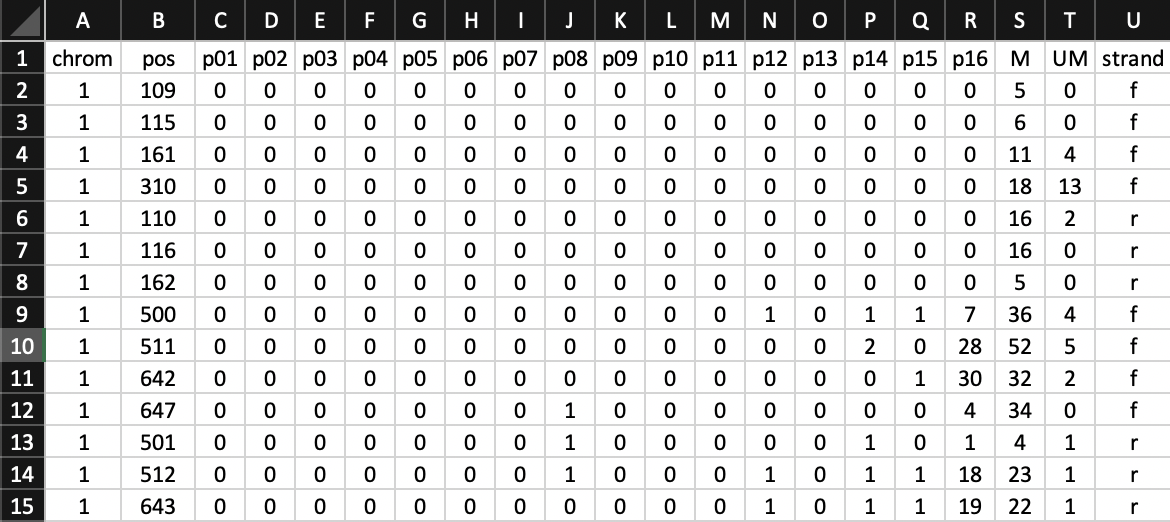 A B C D E F G H I J K L M N O P Q R S T U
1 chrom pos p01 p02 p03 p04 p05 p06 p07 p08 p09 p10 p11 p12 p13 p14 p15 p16 M UM strand
2 1 109 0 0 0 0 0 0 0 0 0 0 0 0 0 0 0 0 5 0 f
3 1 115 0 0 0 0 0 0 0 0 0 0 0 0 0 0 0 0 6 0 f
4 1 161 0 0 0 0 0 0 0 0 0 0 0 0 0 0 0 0 11 4 f
5 1 310 0 0 0 0 0 0 0 0 0 0 0 0 0 0 0 0 18 13 f
6 1 110 0 0 0 0 0 0 0 0 0 0 0 0 0 0 0 0 16 2 r
7 1 116 0 0 0 0 0 0 0 0 0 0 0 0 0 0 0 0 16 0 r
8 1 162 0 0 0 0 0 0 0 0 0 0 0 0 0 0 0 0 5 0 r
9 1 500 0 0 0 0 0 0 0 0 0 0 0 1 0 1 1 7 36 4 f
10 1 511 0 0 0 0 0 0 0 0 0 0 0 0 0 2 0 28 52 5 f
11 1 642 0 0 0 0 0 0 0 0 0 0 0 0 0 0 1 30 32 2 f
12 1 647 0 0 0 0 0 0 0 1 0 0 0 0 0 0 0 4 34 0 f
13 1 501 0 0 0 0 0 0 0 1 0 0 0 0 0 1 0 1 4 1 r
14 1 512 0 0 0 0 0 0 0 1 0 0 0 1 0 1 1 18 23 1 r
15 1 643 0 0 0 0 0 0 0 0 0 0 0 1 0 1 1 19 22 1 r